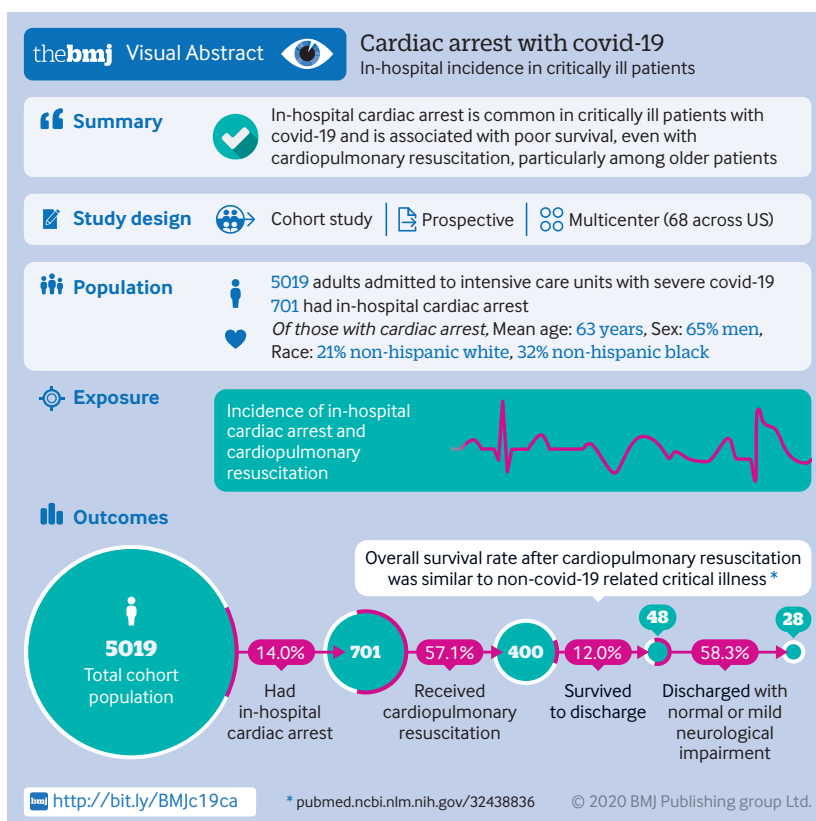 thebmj Visual Abstract
Cardiac arrest with covid-19
In-hospital incidence in critically ill patients
Summary
In-hospital cardiac arrest is common in critically ill patients with
covid-19 and is associated with poor survival, even with
cardiopulmonary resuscitation, particularly among older patients
Study design
Cohort study
Prospective
Multicenter (68 across US)
Population
5019 adults admitted to intensive care units with severe covid-19
701 had in-hospital cardiac arrest
Of those with cardiac arrest, Mean age: 63 years, Sex: 65% men,
Race: 21% non-hispanic white, 32% non-hispanic black
Exposure
Incidence of in-hospital
cardiac arrest and
cardiopulmonary
resuscitation
Outcomes
Overall survival rate after cardiopulmonary resuscitation
was similar to non-covid-19 related critical illness *
5019
Total cohort
population
14.0%
Had
in-hospital
cardiac arrest
701
57.1%
Received
cardiopulmonary
resuscitation
400
12.0%
Survived
to discharge
48
58.3%
Discharged with
normal or mild
neurological
impairment
28
bmj http://bit.ly/BMJc19ca
* pubmed.ncbi.nlm.nih.gov/32438836
© 2020 BMJ Publishing group Ltd.